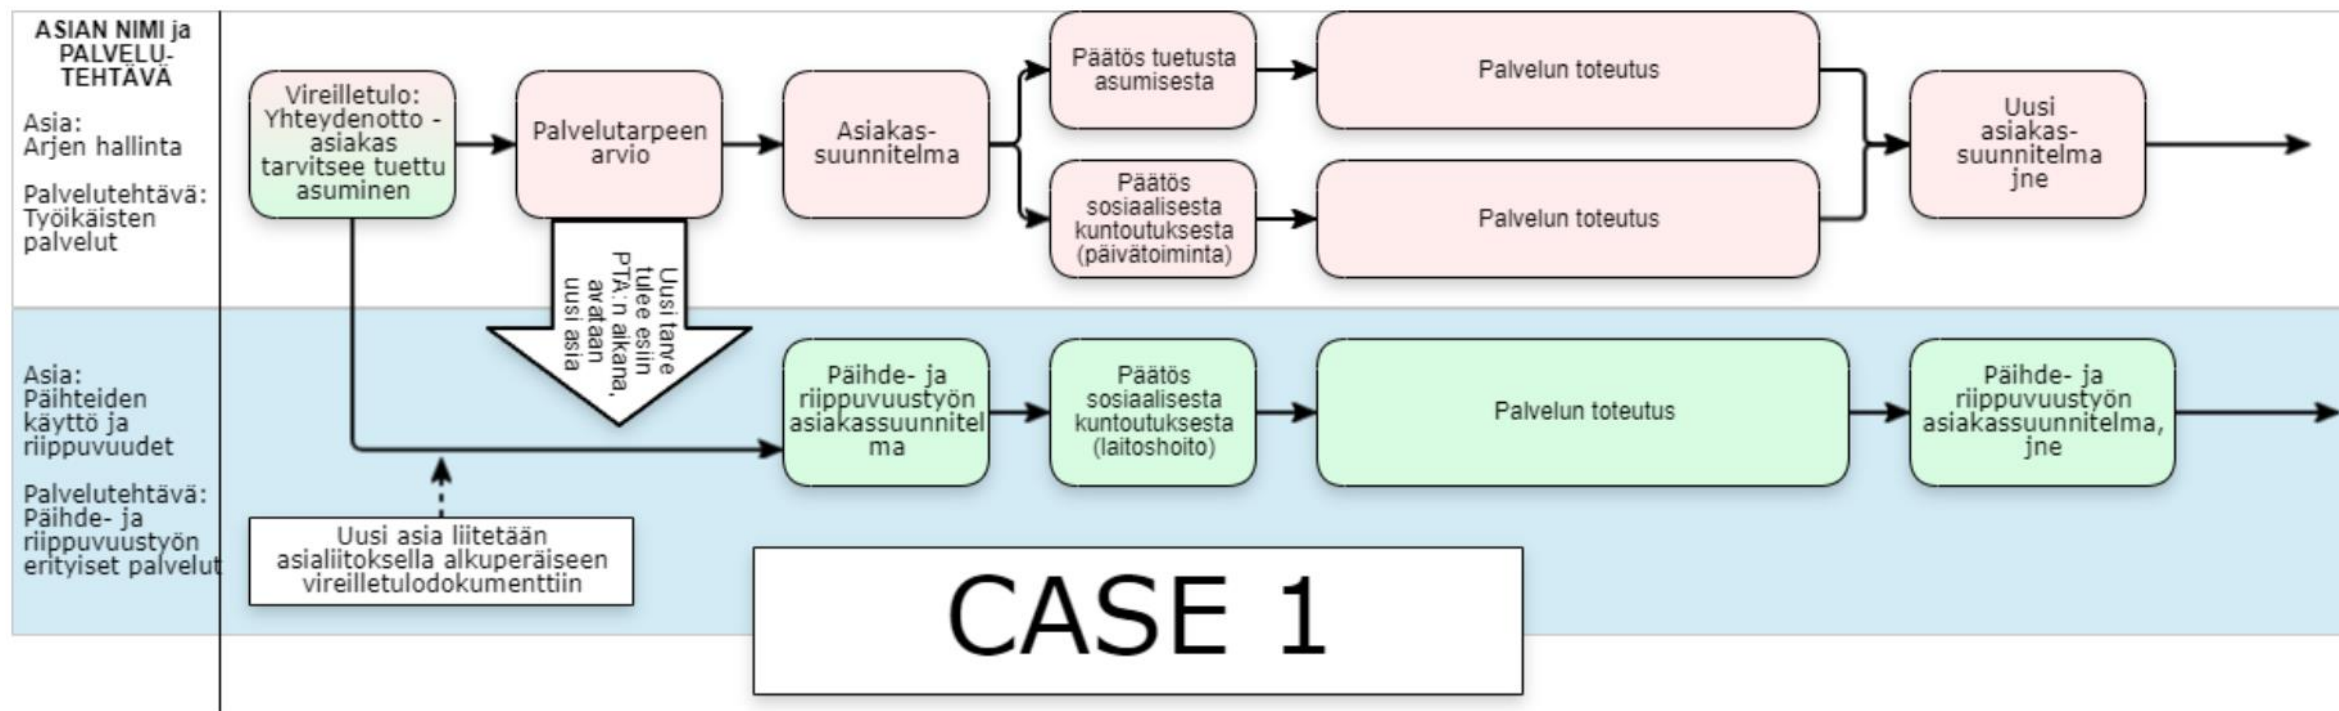 ASIAN NIMI ja
PALVELU-
TEHTÄVÄ
Asia:
Arjen hallinta
Palvelutehtävä:
Työikäisten
palvelut
Vireilletulo:
Yhteydenotto -
asiakas
tarvitsee tuettu
asuminen
Palvelutarpeen
arvio
Asiakas-
suunnitelma
Päätös tuetusta
asumisesta
Palvelun toteutus
Päätös
sosiaalisesta
kuntoutuksesta
(päivätoiminta)
Palvelun toteutus
Uusi
asiakas-
suunnitelma
jne
Uusi tarve
tulee esiin
PTA:n aikana,
avataan
uusi asia
Asia:
Päihteiden
käyttö ja
riippuvuudet
Palvelutehtävä:
Päihde- ja
riippuvuustyön
erityiset palvelut
Päihde- ja
riippuvuustyön
asiakassuunnitel
ma
Päätös
sosiaalisesta
kuntoutuksesta
(laitoshoito)
Palvelun toteutus
Päihde- ja
riippuvuustyön
asiakassuunnitelma,
jne
Uusi asia liitetään
asialiitoksella alkuperäiseen
vireilletulodokumenttiin
CASE 1